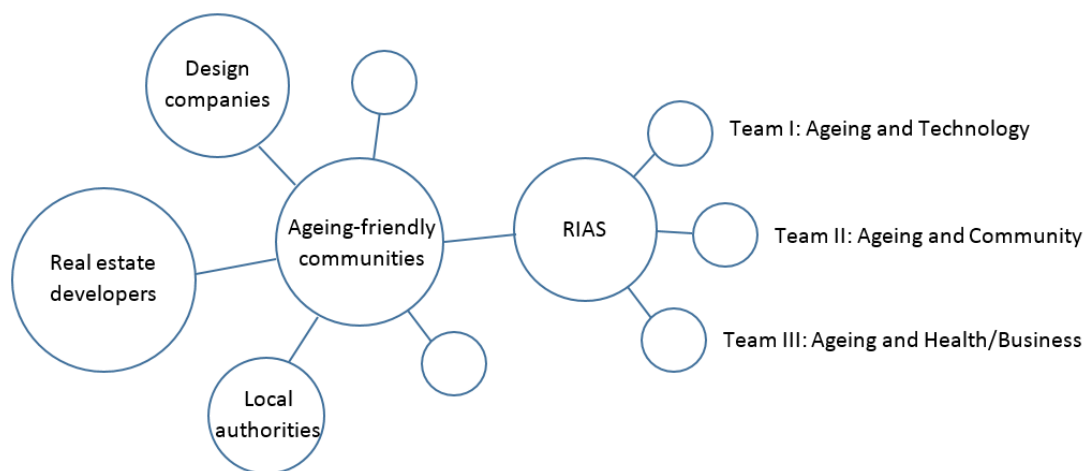 Design
companies
Team I: Ageing and Technology
Ageing-friendly
communities
RIAS
Team II: Ageing and Community
Real estate
developers
Team III: Ageing and Health/Business
Local
authorities